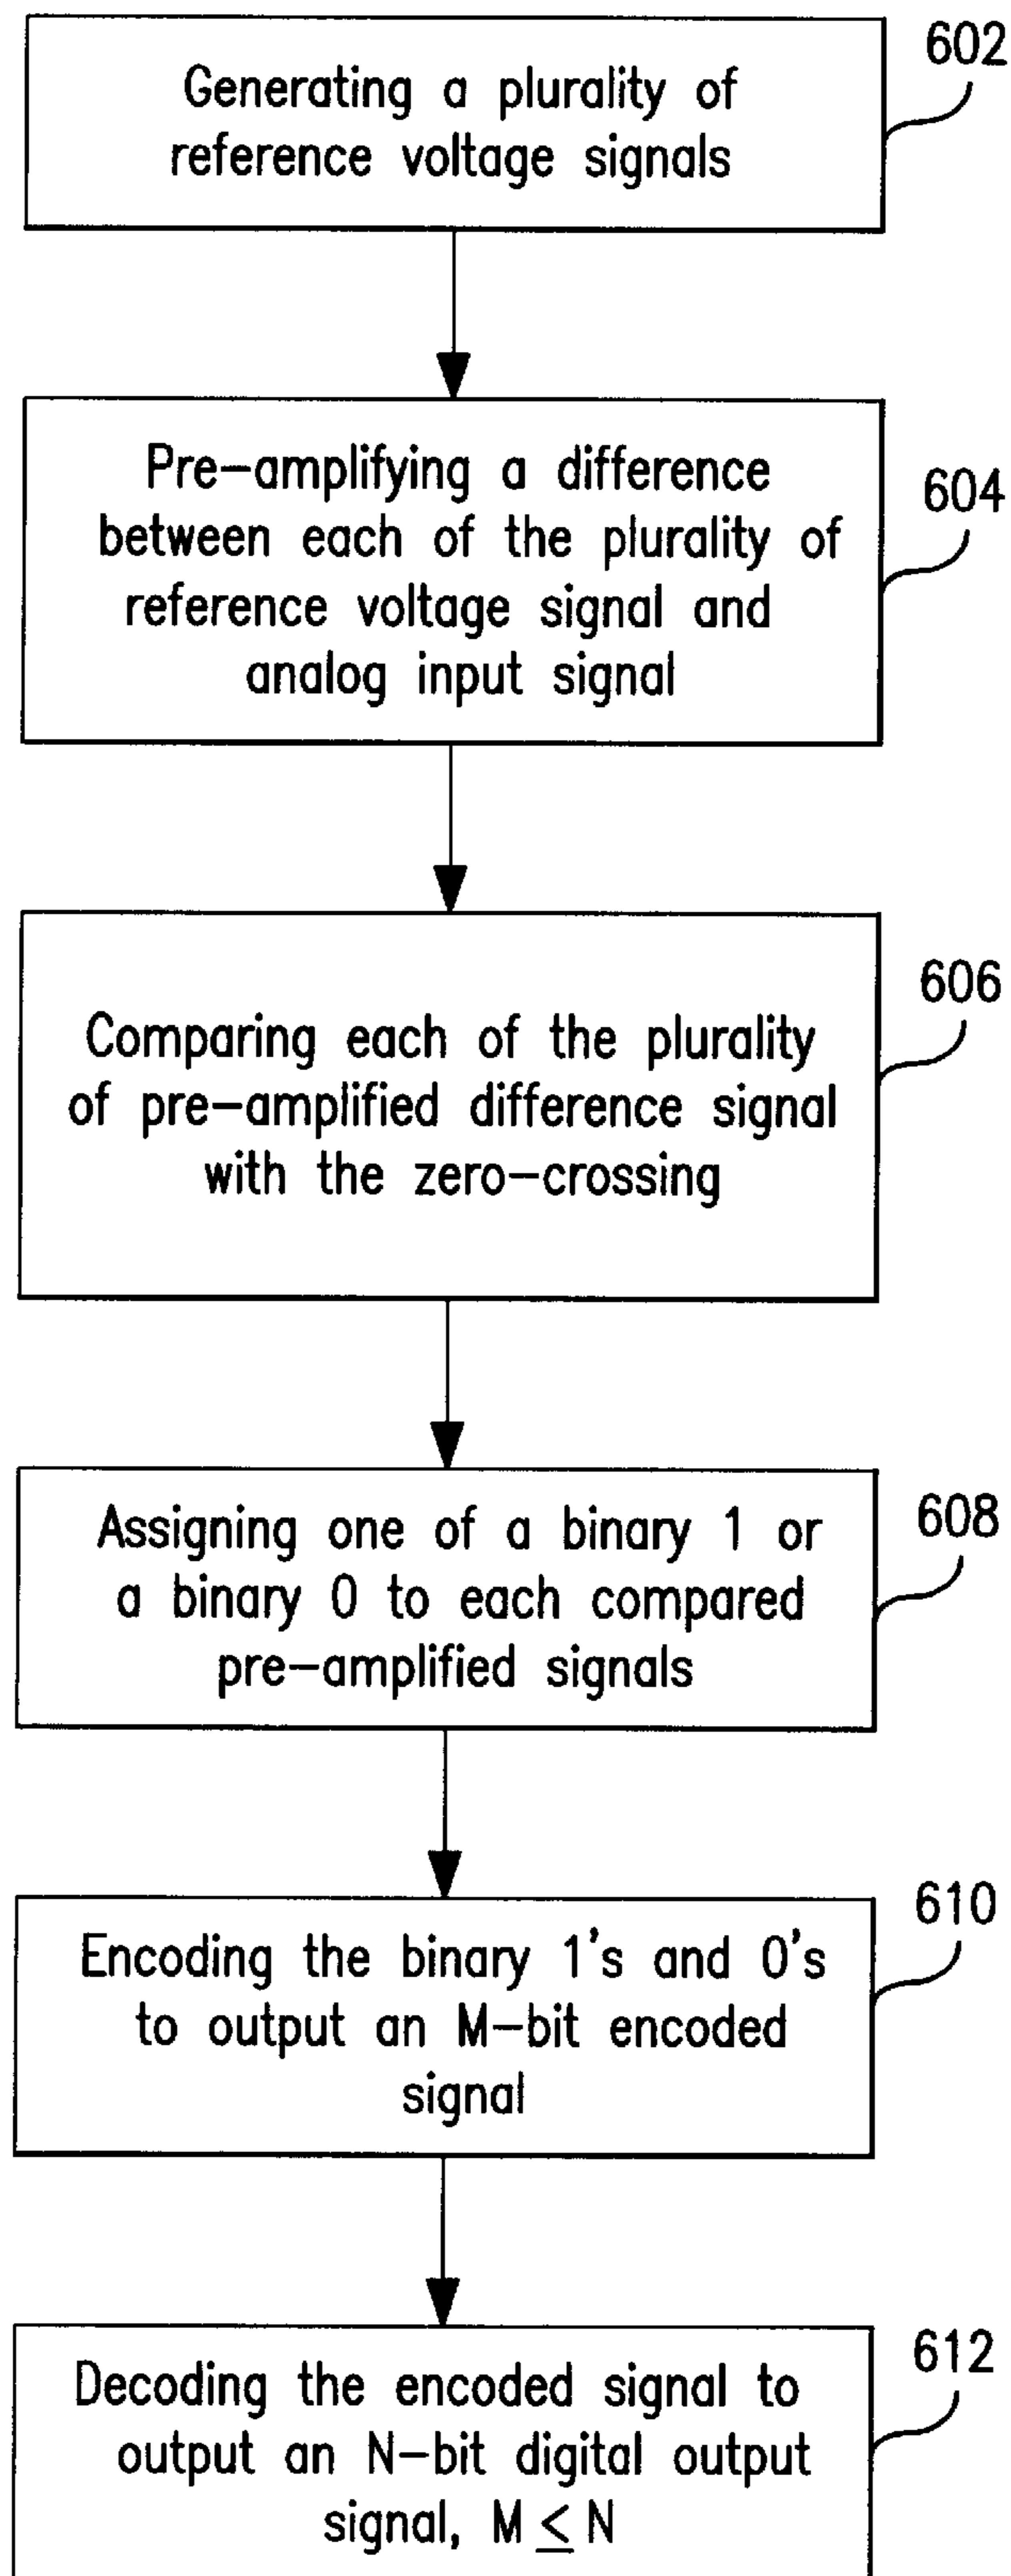 602
Generating a plurality of
reference voltage signals
604
Pre-amplifying a difference
between each of the plurality of
reference voltage signal and
analog input signal
606
Comparing each of the plurality
of pre-amplified difference signal
with the zero-crossing
608
Assigning one of a binary 1 or
a binary 0 to each compared
pre-amplified signals
610
Encoding the binary 1's and 0's
to output an M-bit encoded
signal
612
Decoding the encoded signal to
output an N-bit digital output
signal, M ≤ N